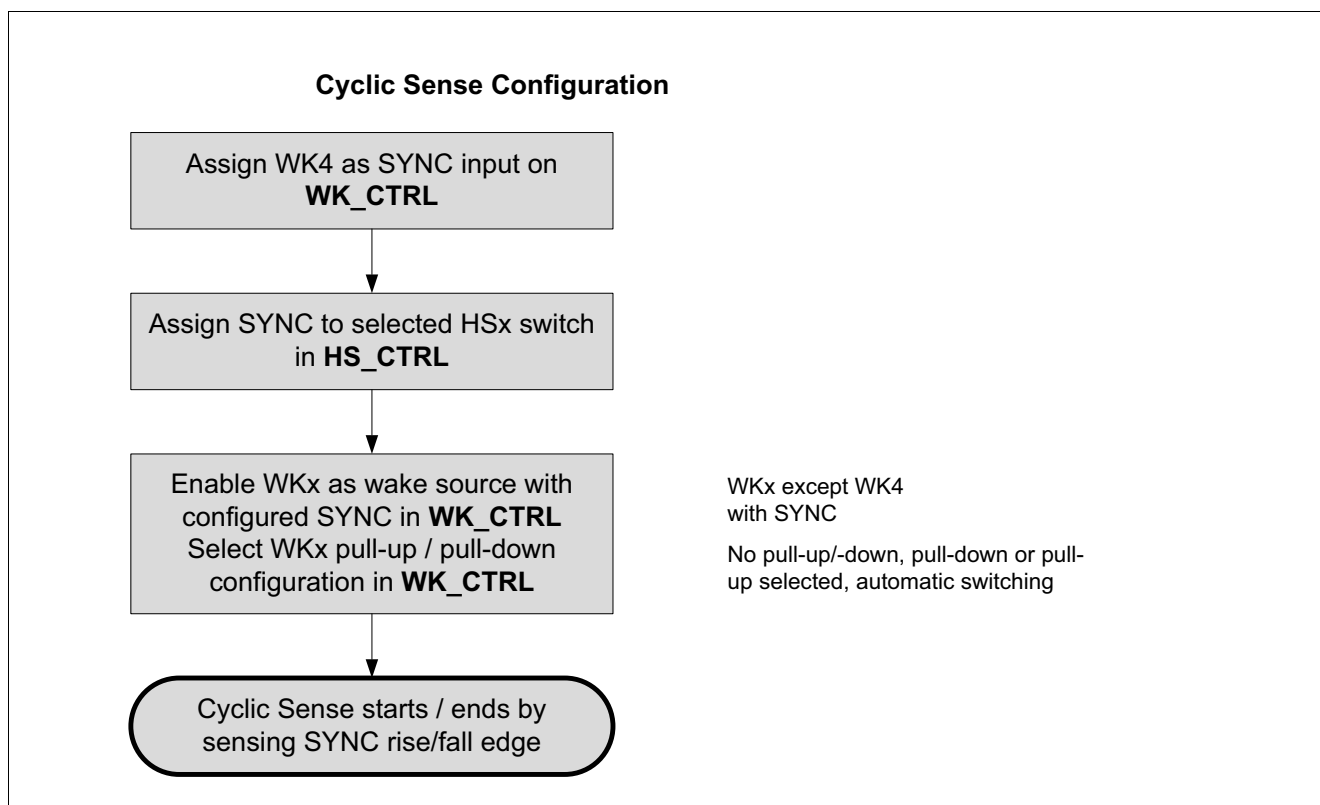 Cyclic Sense Configuration
Assign WK4 as SYNC input on
WK_CTRL
Assign SYNC to selected HSx switch
in HS_CTRL
Enable WKx as wake source with
configured SYNC in WK_CTRL
Select WKx pull-up / pull-down
configuration in WK_CTRL
WKx except WK4
with SYNC
No pull-up/-down, pull-down or pull-
up selected, automatic switching
Cyclic Sense starts / ends by
sensing SYNC rise/fall edge